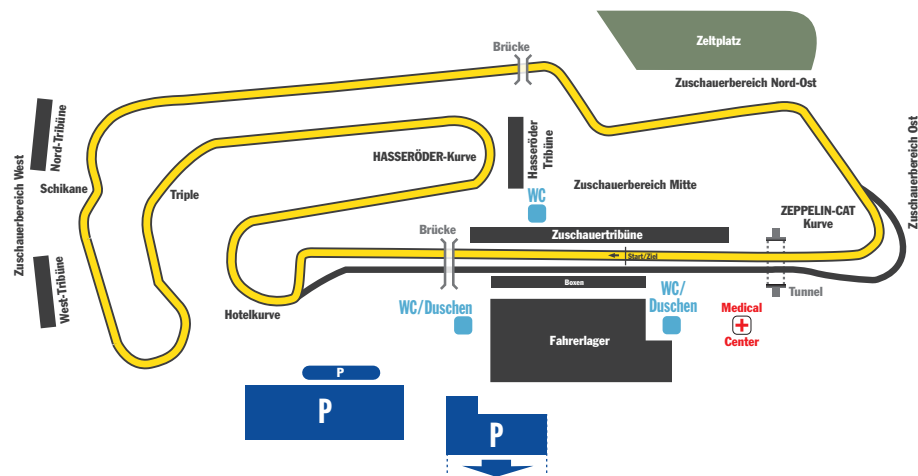 Zeltplatz
Brücke
Zuschauerbereich Nord-Ost
Nord-Tribüne
Zuschauerbereich West
Schikane
Triple
HASSERÖDER-Kurve
Hasseröder
Tribüne
Zuschauerbereich Mitte
Zuschauerbereich Ost
WC
ZEPPELIN-CAT
Kurve
Brücke
Zuschauertribüne
Start/Ziel
West-Tribüne
Hotelkurve
Boxen
Tunnel
WC/Duschen
WC/
Duschen
Medical
Center
Fahrerlager
P
P
P